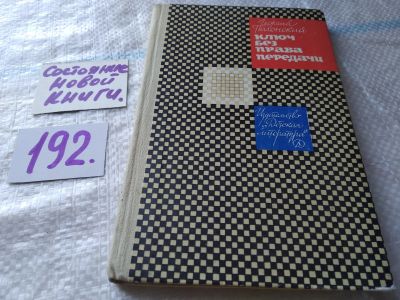 Состояние
новой
книги.
192.
Георгий Полонский
КЛЮЧ
БЕЗ
ПРАВА
ПЕРЕДАЧИ
Издательство
"Детская
литература"